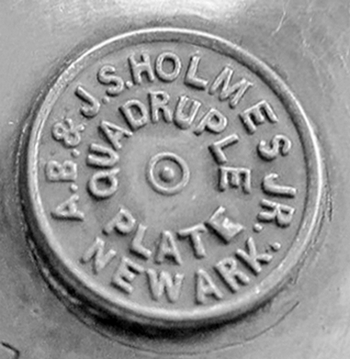 A.B. & J.S. HOLMES JR.
QUADRUPLE
PLATE
NEWARK.